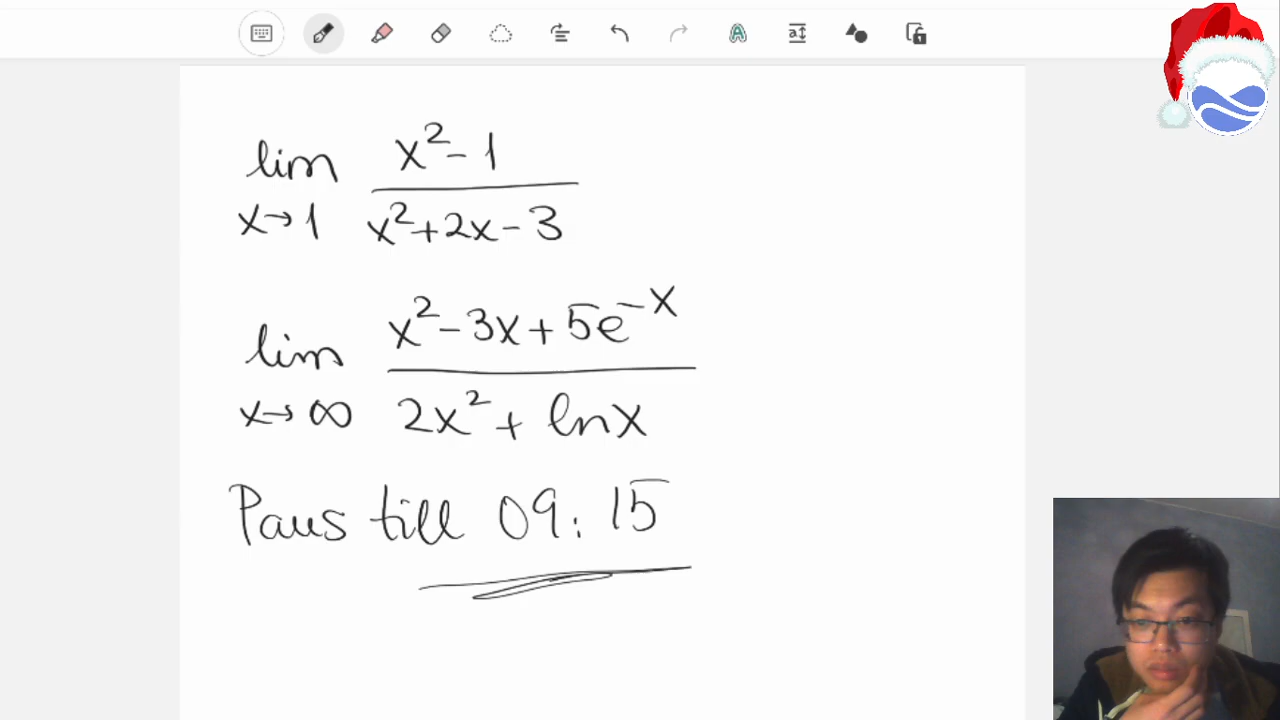 lim x²-1
x→1 x²+2x-3
lim x²-3x+5e⁻ˣ
x→∞ 2x²+ lnx
Paus till 09:15